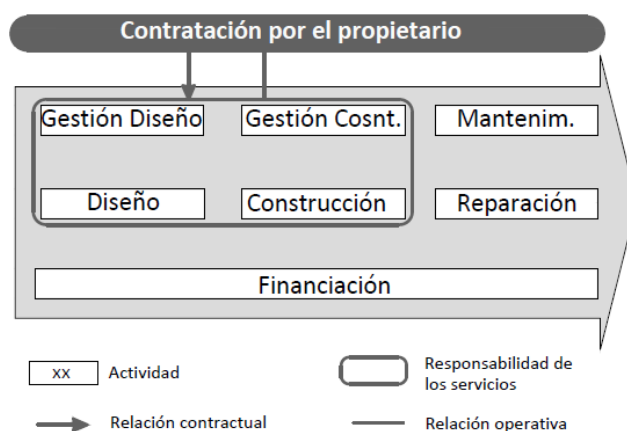 Contratación por el propietario
Gestión Diseño
Gestión Cosnt.
Mantenim.
Diseño
Construcción
Reparación
Financiación
xx
Actividad
Responsabilidad de
los servicios
Relación contractual
Relación operativa